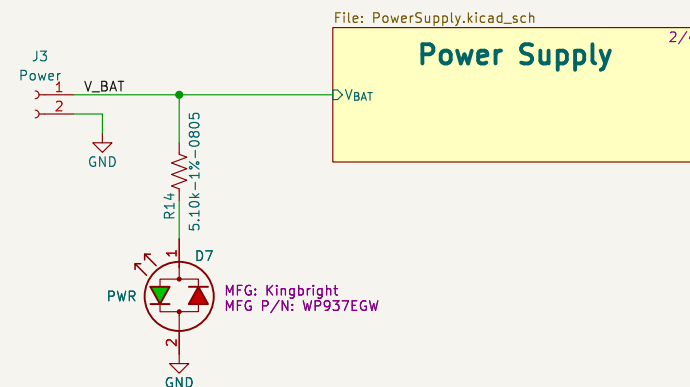 File: PowerSupply.kicad_sch
2/
Power Supply
J3
Power
1
V_BAT
VBAT
2
GND
5.10k-1%-0805
R14
1
D7
PWR
MFG: Kingbright
MFG P/N: WP937EGW
2
GND